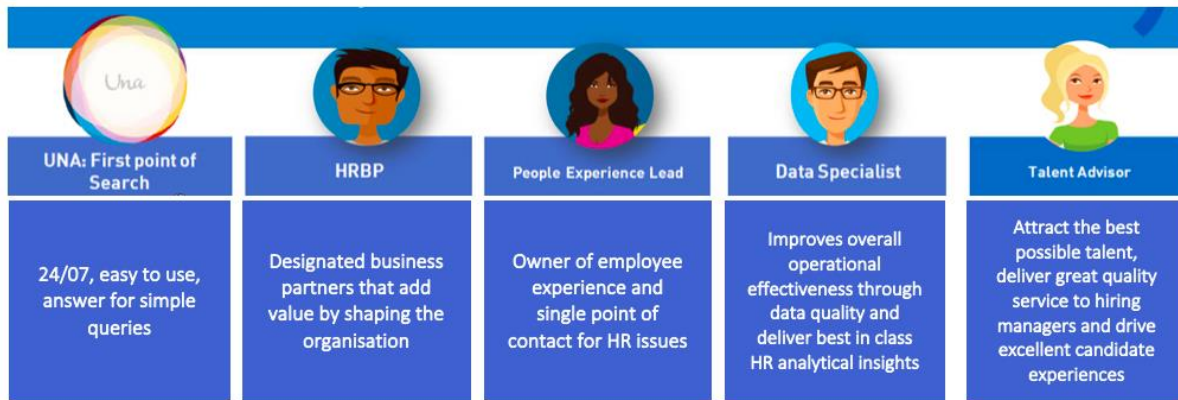 Una
UNA: First point of
Search
HRBP
People Experience Lead
Data Specialist
Talent Advisor
24/07, easy to use,
answer for simple
queries
Designated business
partners that add
value by shaping the
organisation
Owner of employee
experience and
single point of
contact for HR issues
Improves overall
operational
effectiveness through
data quality and
deliver best in class
HR analytical insights
Attract the best
possible talent,
deliver great quality
service to hiring
managers and drive
excellent candidate
experiences